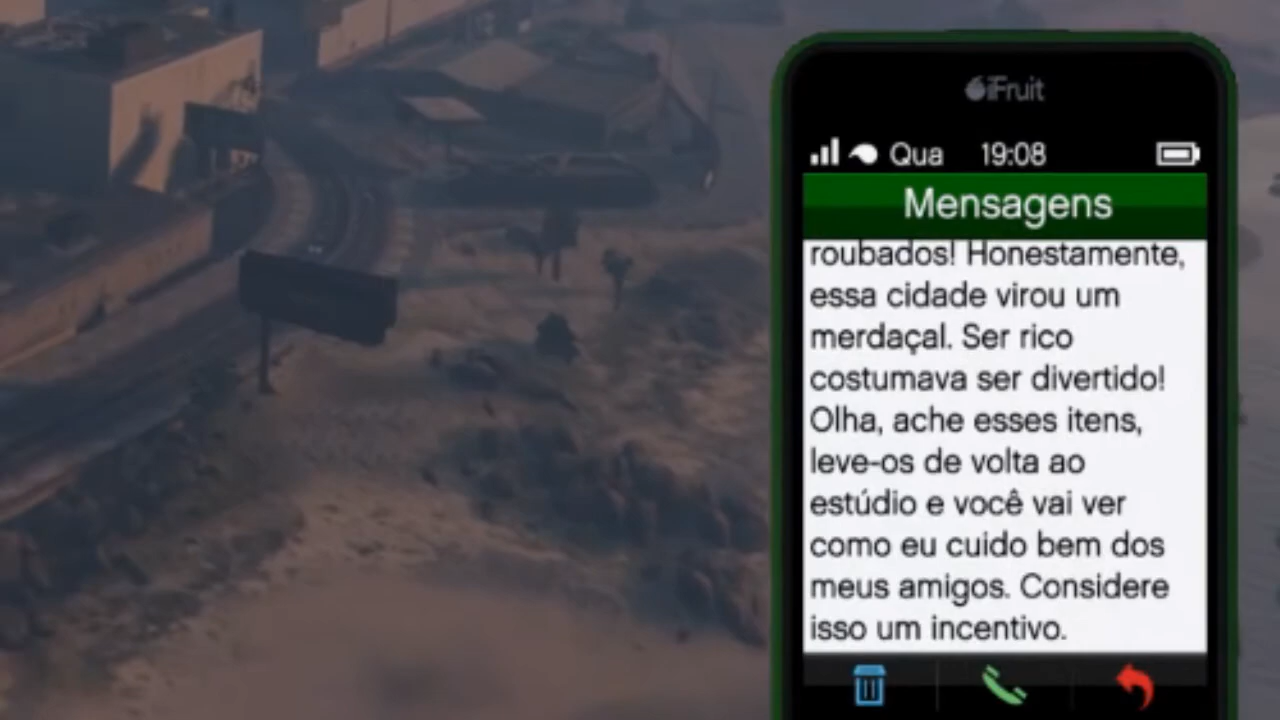 iFruit
Qua 19:08
Mensagens
roubados! Honestamente,
essa cidade virou um
merdaçal. Ser rico
costumava ser divertido!
Olha, ache esses itens,
leve-os de volta ao
estúdio e você vai ver
como eu cuido bem dos
meus amigos. Considere
isso um incentivo.